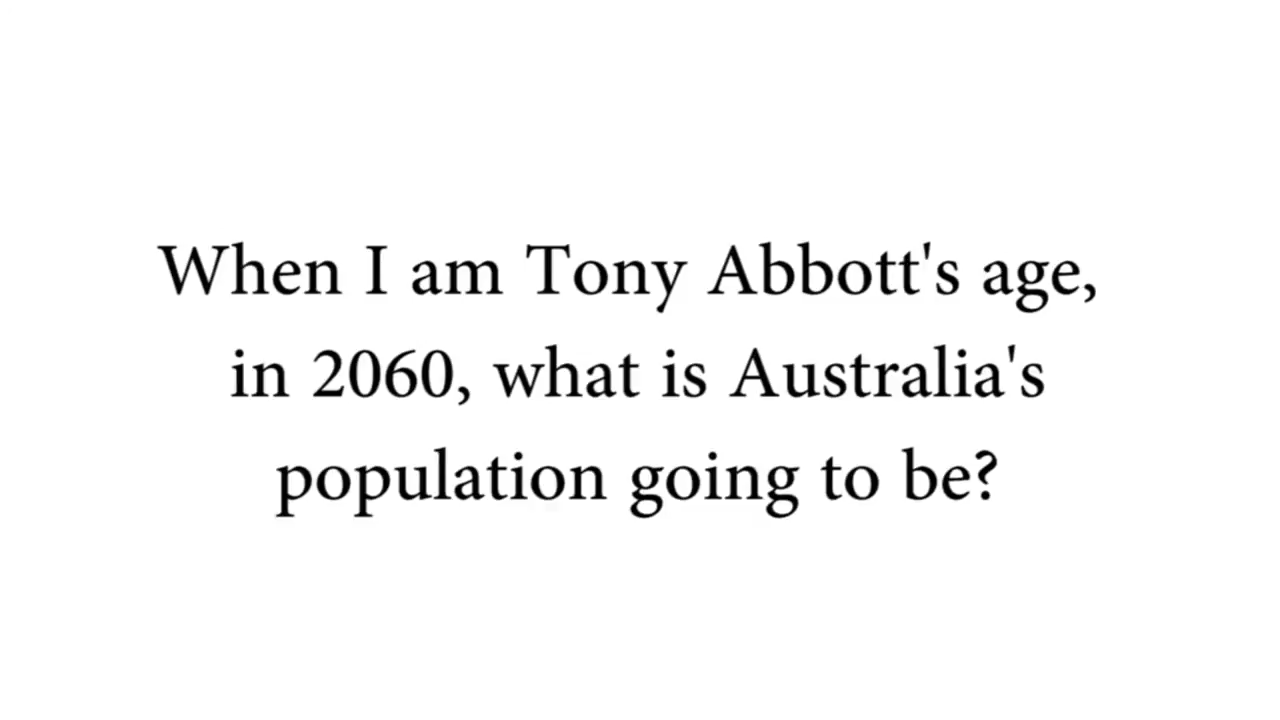 When I am Tony Abbott's age,
in 2060, what is Australia's
population going to be?